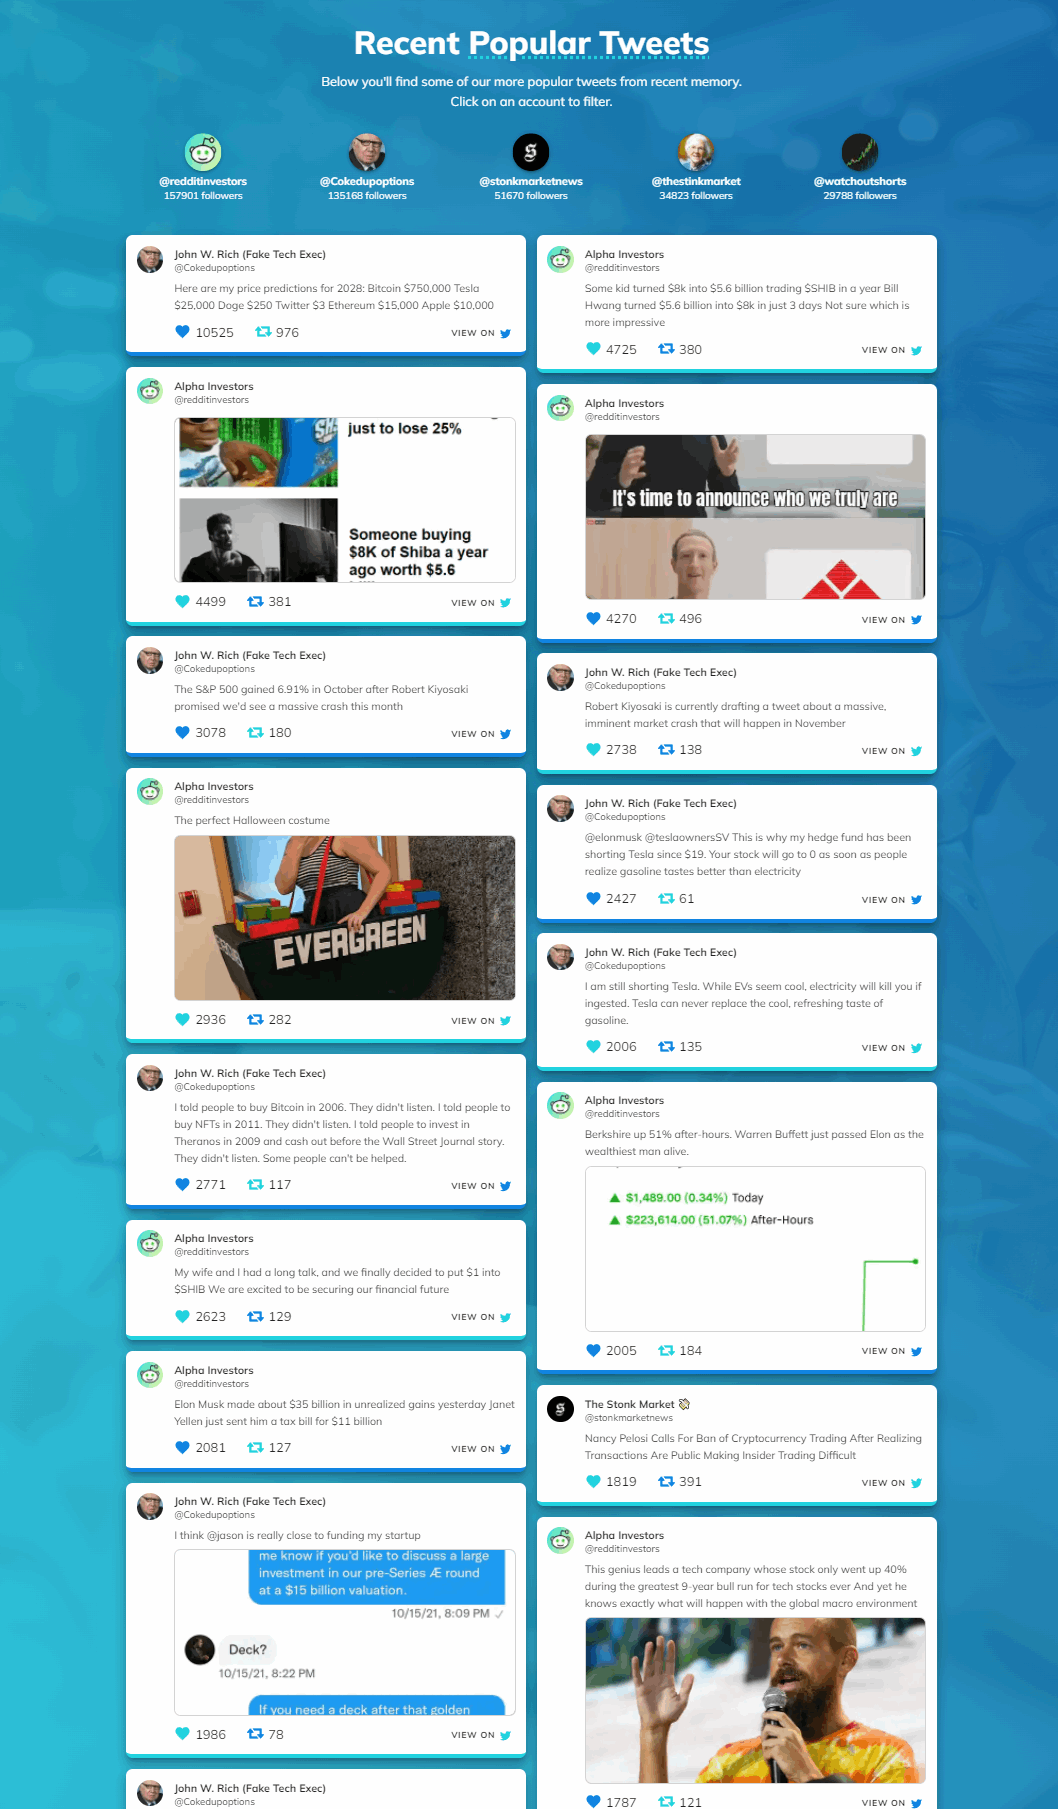 Recent Popular Tweets
Below you'll find some of our more popular tweets from recent memory.
Click on an account to filter.
@redditinvestors
157901 followers
@Cokedupoptions
135168 followers
@stonkmarketnews
51670 followers
@thestinkmarket
34823 followers
@watchoutshorts
29788 followers
John W. Rich (Fake Tech Exec)
@Cokedupoptions
Here are my price predictions for 2028: Bitcoin $750,000 Tesla
$25,000 Doge $250 Twitter $3 Ethereum $15,000 Apple $10,000
10525 976 VIEW ON
Alpha Investors
@redditinvestors
just to lose 25%
Someone buying
$8K of Shiba a year
ago worth $5.6
4499 381 VIEW ON
John W. Rich (Fake Tech Exec)
@Cokedupoptions
The S&P 500 gained 6.91% in October after Robert Kiyosaki
promised we'd see a massive crash this month
3078 180 VIEW ON
Alpha Investors
@redditinvestors
The perfect Halloween costume
EVERGREEN
2936 282 VIEW ON
John W. Rich (Fake Tech Exec)
@Cokedupoptions
I told people to buy Bitcoin in 2006. They didn't listen. I told people to
buy NFTs in 2011. They didn't listen. I told people to invest in
Theranos in 2009 and cash out before the Wall Street Journal story.
They didn't listen. Some people can't be helped.
2771 117 VIEW ON
Alpha Investors
@redditinvestors
My wife and I had a long talk, and we finally decided to put $1 into
$SHIB We are excited to be securing our financial future
2623 129 VIEW ON
Alpha Investors
@redditinvestors
Elon Musk made about $35 billion in unrealized gains yesterday Janet
Yellen just sent him a tax bill for $11 billion
2081 127 VIEW ON
John W. Rich (Fake Tech Exec)
@Cokedupoptions
I think @jason is really close to funding my startup
me know if you'd like to discuss a large
investment in our pre-Series Æ round
at a $15 billion valuation.
10/15/21, 8:09 PM
Deck?
10/15/21, 8:22 PM
If you need a deck after that golden
1986 78 VIEW ON
John W. Rich (Fake Tech Exec)
@Cokedupoptions
Alpha Investors
@redditinvestors
Some kid turned $8k into $5.6 billion trading $SHIB in a year Bill
Hwang turned $5.6 billion into $8k in just 3 days Not sure which is
more impressive
4725 380 VIEW ON
Alpha Investors
@redditinvestors
It's time to announce who we truly are
4270 496 VIEW ON
John W. Rich (Fake Tech Exec)
@Cokedupoptions
Robert Kiyosaki is currently drafting a tweet about a massive,
imminent market crash that will happen in November
2738 138 VIEW ON
John W. Rich (Fake Tech Exec)
@Cokedupoptions
@elonmusk @teslaownersSV This is why my hedge fund has been
shorting Tesla since $19. Your stock will go to 0 as soon as people
realize gasoline tastes better than electricity
2427 61 VIEW ON
John W. Rich (Fake Tech Exec)
@Cokedupoptions
I am still shorting Tesla. While EVs seem cool, electricity will kill you if
ingested. Tesla can never replace the cool, refreshing taste of
gasoline.
2006 135 VIEW ON
Alpha Investors
@redditinvestors
Berkshire up 51% after-hours. Warren Buffett just passed Elon as the
wealthiest man alive.
$1,489.00 (0.34%) Today
$223,614.00 (51.07%) After-Hours
2005 184 VIEW ON
The Stonk Market
@stonkmarketnews
Nancy Pelosi Calls For Ban of Cryptocurrency Trading After Realizing
Transactions Are Public Making Insider Trading Difficult
1819 391 VIEW ON
Alpha Investors
@redditinvestors
This genius leads a tech company whose stock only went up 40%
during the greatest 9-year bull run for tech stocks ever And yet he
knows exactly what will happen with the global macro environment
1787 121 VIEW ON